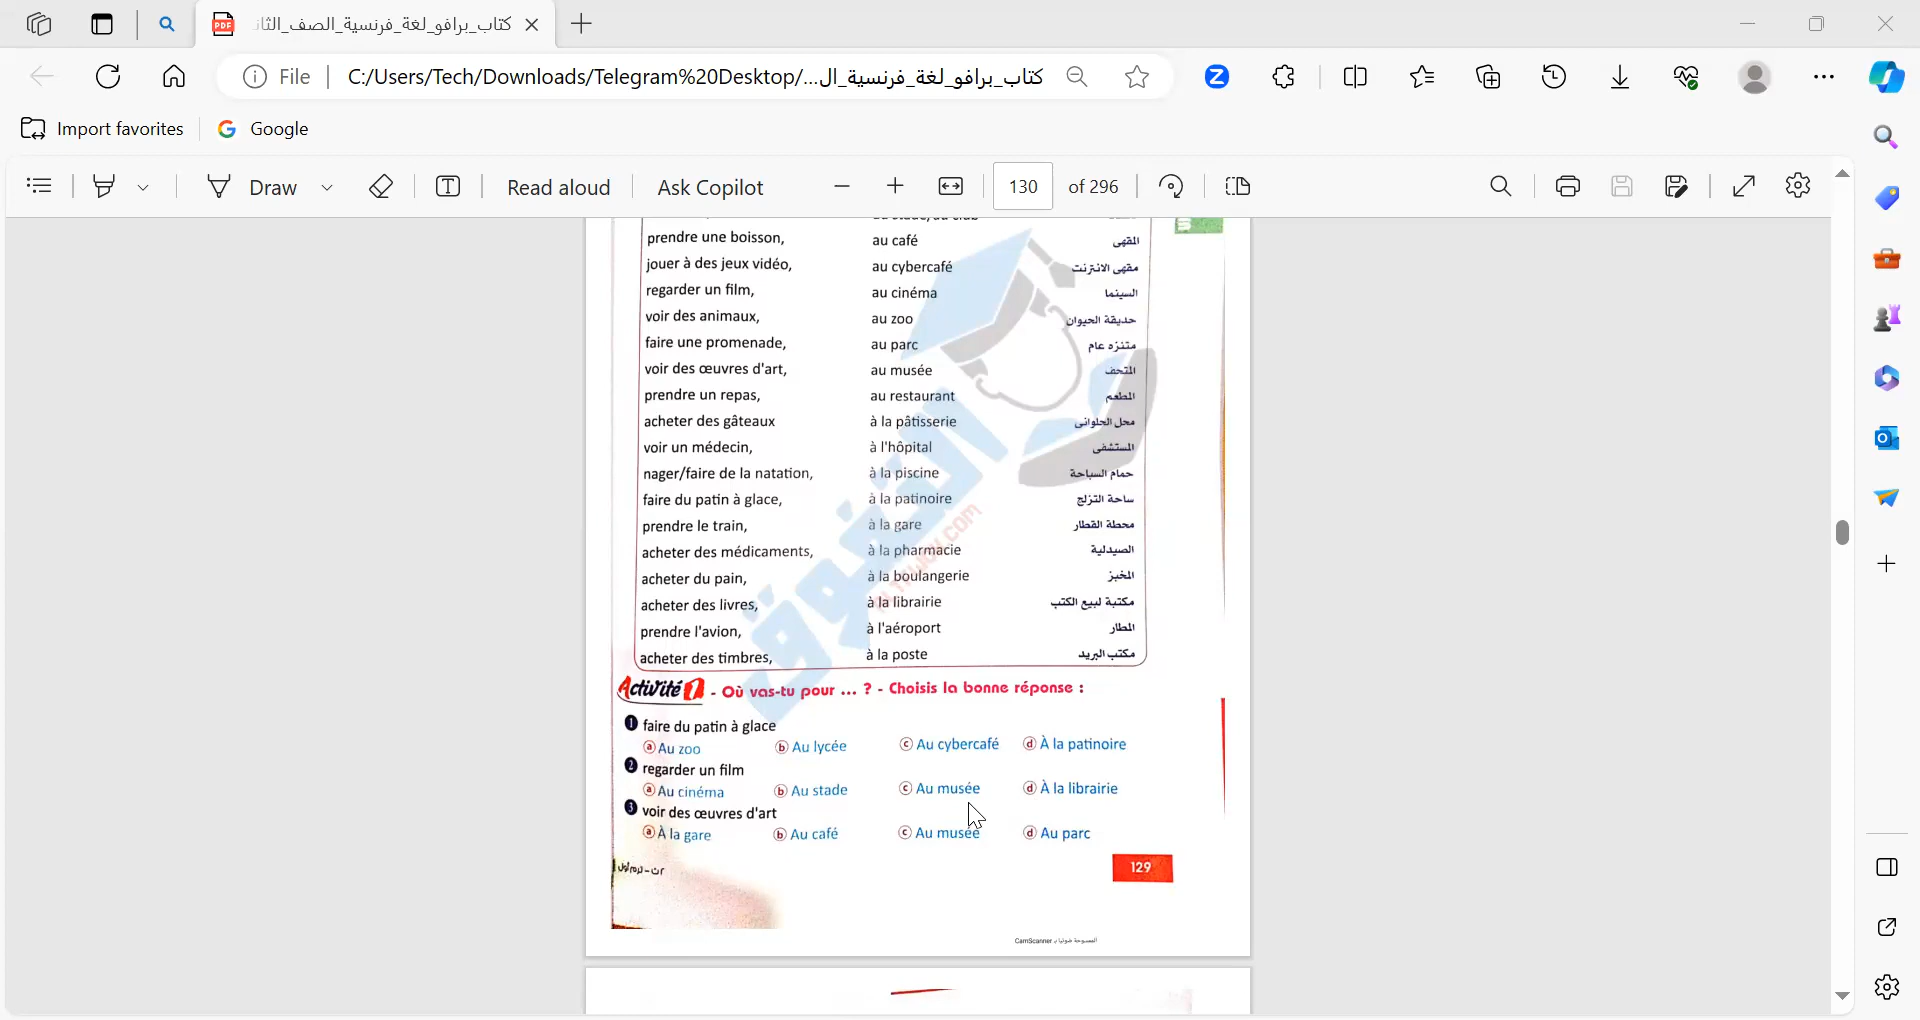 كتاب_برافو_لغة_فرنسية_الصف_الثا
File
C:/Users/Tech/Downloads/Telegram%20Desktop/...كتاب_برافو_لغة_فرنسية_ال
Import favorites
Google
Draw
Read aloud
Ask Copilot
130 of 296
prendre une boisson, au café المقهى
jouer à des jeux vidéo, au cybercafé مقهى الانترنت
regarder un film, au cinéma السينما
voir des animaux, au zoo حديقة الحيوان
faire une promenade, au parc متنزه عام
voir des œuvres d'art, au musée المتحف
prendre un repas, au restaurant المطعم
acheter des gâteaux à la pâtisserie محل الحلوانى
voir un médecin, à l'hôpital المستشفى
nager/faire de la natation, à la piscine حمام السباحة
faire du patin à glace, à la patinoire ساحة التزلج
prendre le train, à la gare محطة القطار
acheter des médicaments, à la pharmacie الصيدلية
acheter du pain, à la boulangerie المخبز
acheter des livres, à la librairie مكتبة لبيع الكتب
prendre l'avion, à l'aéroport المطار
acheter des timbres, à la poste مكتب البريد
التفوق
Activité 1 - Où vas-tu pour ... ? - Choisis la bonne réponse :
1 faire du patin à glace
a Au zoo b Au lycée c Au cybercafé d À la patinoire
2 regarder un film
a Au cinéma b Au stade c Au musée d À la librairie
3 voir des œuvres d'art
a À la gare b Au café c Au musée d Au parc
129
الممسوحة ضوئيا بـ CamScanner